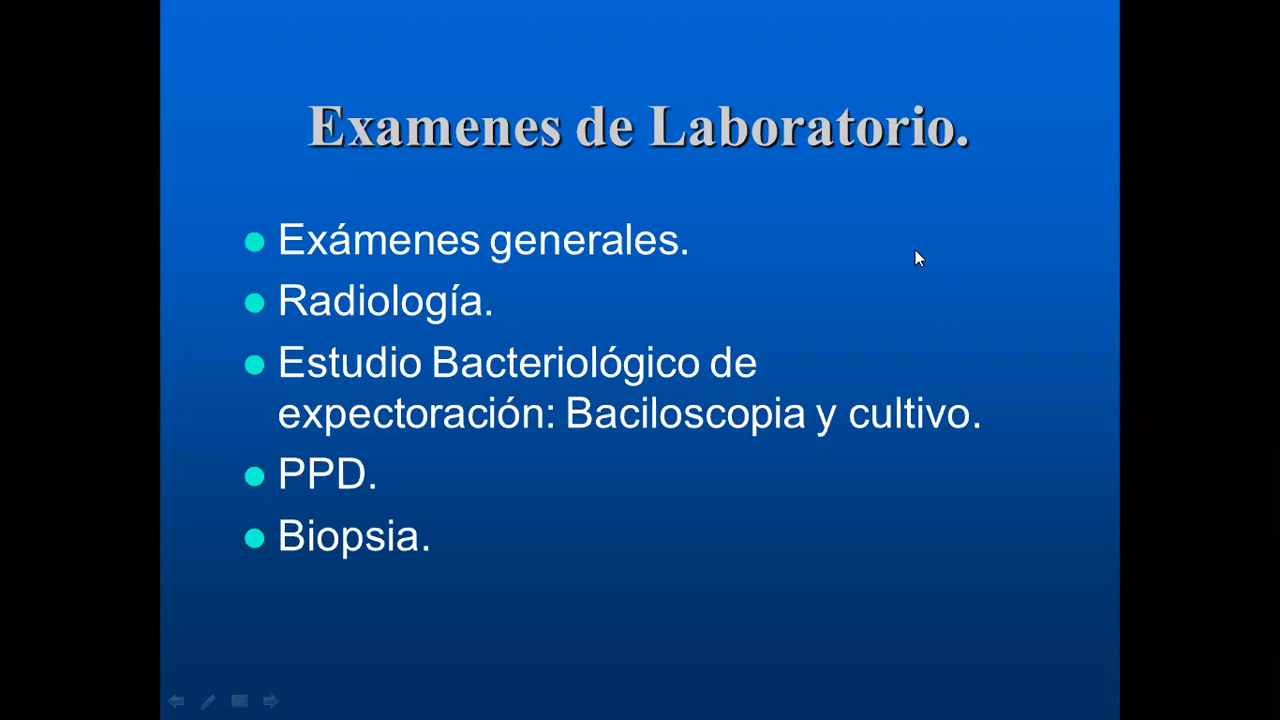 Examenes de Laboratorio.
Exámenes generales.
Radiología.
Estudio Bacteriológico de
expectoración: Baciloscopia y cultivo.
PPD.
Biopsia.